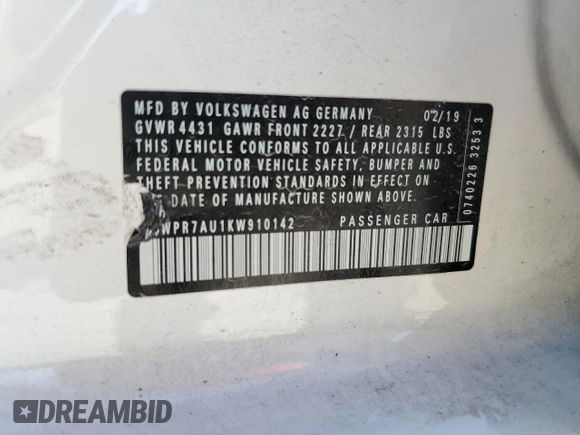 MFD BY VOLKSWAGEN AG GERMANY 02/19
GVWR 4431 GAWR FRONT 2227 / REAR 2315 LBS
THIS VEHICLE CONFORMS TO ALL APPLICABLE U.S.
FEDERAL MOTOR VEHICLE SAFETY, BUMPER AND
THEFT PREVENTION STANDARDS IN EFFECT ON
DATE OF MANUFACTURE SHOWN ABOVE.
WPR7AU1KW910142 PASSENGER CAR
0740226 3253 3
DREAMBID